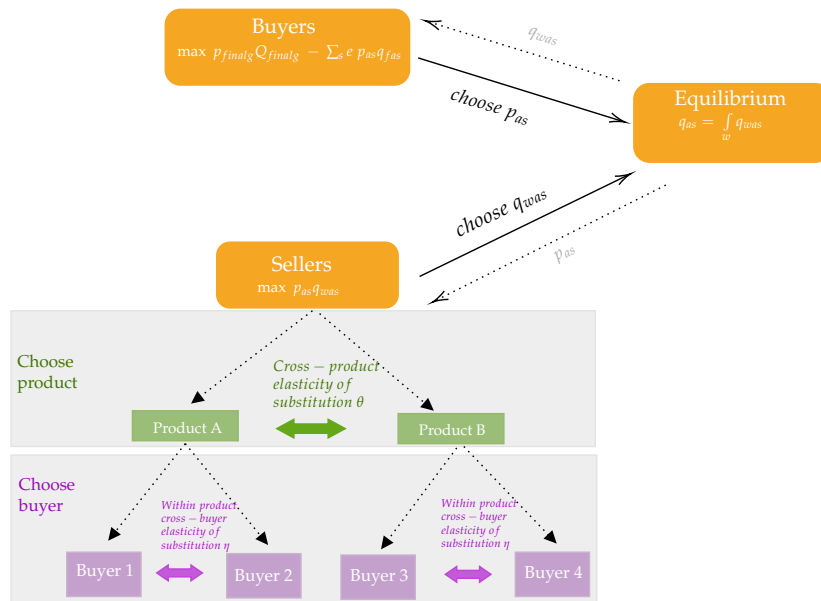 Buyers
max p_{finalg}Q_{finalg} − ∑_s e p_{as}q_{fas}
q_{was}
choose p_{as}
Equilibrium
q_{as} = ∫_w q_{was}
choose q_{was}
p_{as}
Sellers
max p_{as}q_{was}
Choose
product
Cross − product
elasticity of
substitution θ
Product A
Product B
Choose
buyer
Within product
cross − buyer
elasticity of
substitution η
Within product
cross − buyer
elasticity of
substitution η
Buyer 1
Buyer 2
Buyer 3
Buyer 4